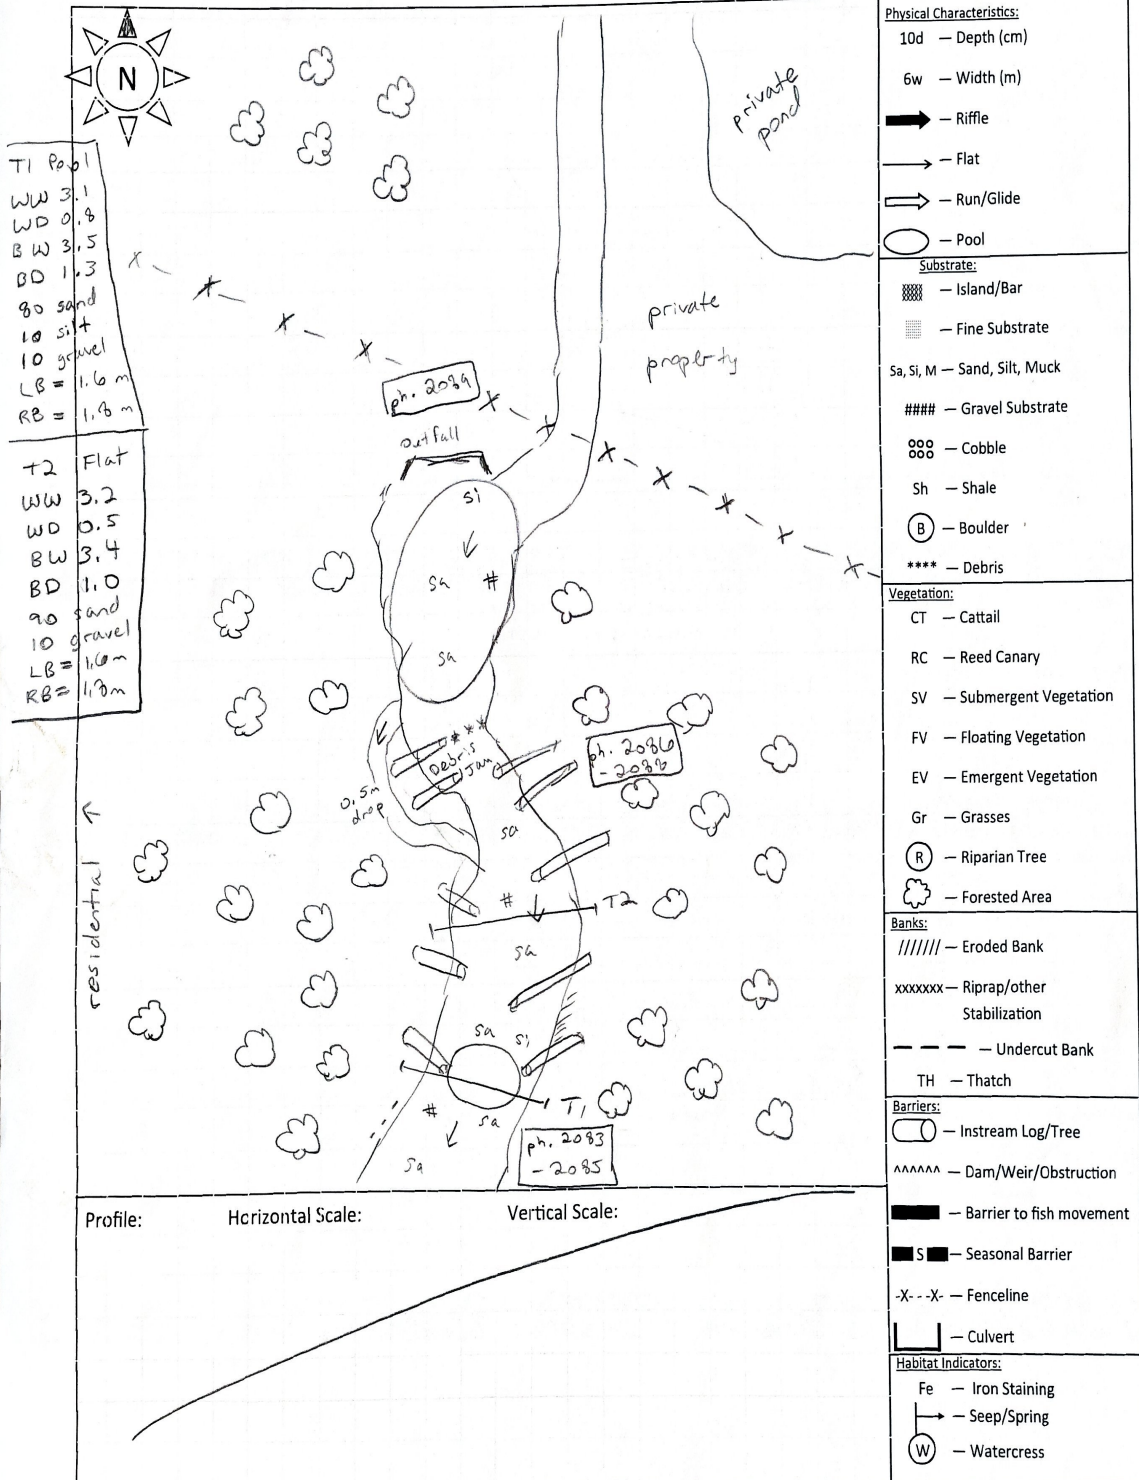 N
T1 Pool
WW 3.1
WD 0.8
BW 3.5
BD 1.3
80 sand
10 silt
10 gravel
LB = 1.6 m
RB = 1.8 m
T2 Flat
WW 3.2
WD 0.5
BW 3.4
BD 1.0
90 sand
10 gravel
LB = 1.6m
RB = 1.3m
private
pond
private
property
ph. 2089
outfall
si
sa
#
sa
****
Debris
Jam
0.5m
drop
ph. 2086
- 2088
sa
residential
#
T2
sa
sa
si
T1
#
sa
sa
ph. 2083
- 2085
Profile:
Horizontal Scale:
Vertical Scale:
Physical Characteristics:
10d — Depth (cm)
6w — Width (m)
— Riffle
— Flat
— Run/Glide
— Pool
Substrate:
— Island/Bar
— Fine Substrate
Sa, Si, M — Sand, Silt, Muck
#### — Gravel Substrate
— Cobble
Sh — Shale
B — Boulder
**** — Debris
Vegetation:
CT — Cattail
RC — Reed Canary
SV — Submergent Vegetation
FV — Floating Vegetation
EV — Emergent Vegetation
Gr — Grasses
R — Riparian Tree
— Forested Area
Banks:
/////// — Eroded Bank
xxxxxxx — Riprap/other
Stabilization
— Undercut Bank
TH — Thatch
Barriers:
— Instream Log/Tree
^^^^^^ — Dam/Weir/Obstruction
— Barrier to fish movement
S — Seasonal Barrier
-X- - -X- — Fenceline
— Culvert
Habitat Indicators:
Fe — Iron Staining
— Seep/Spring
W — Watercress